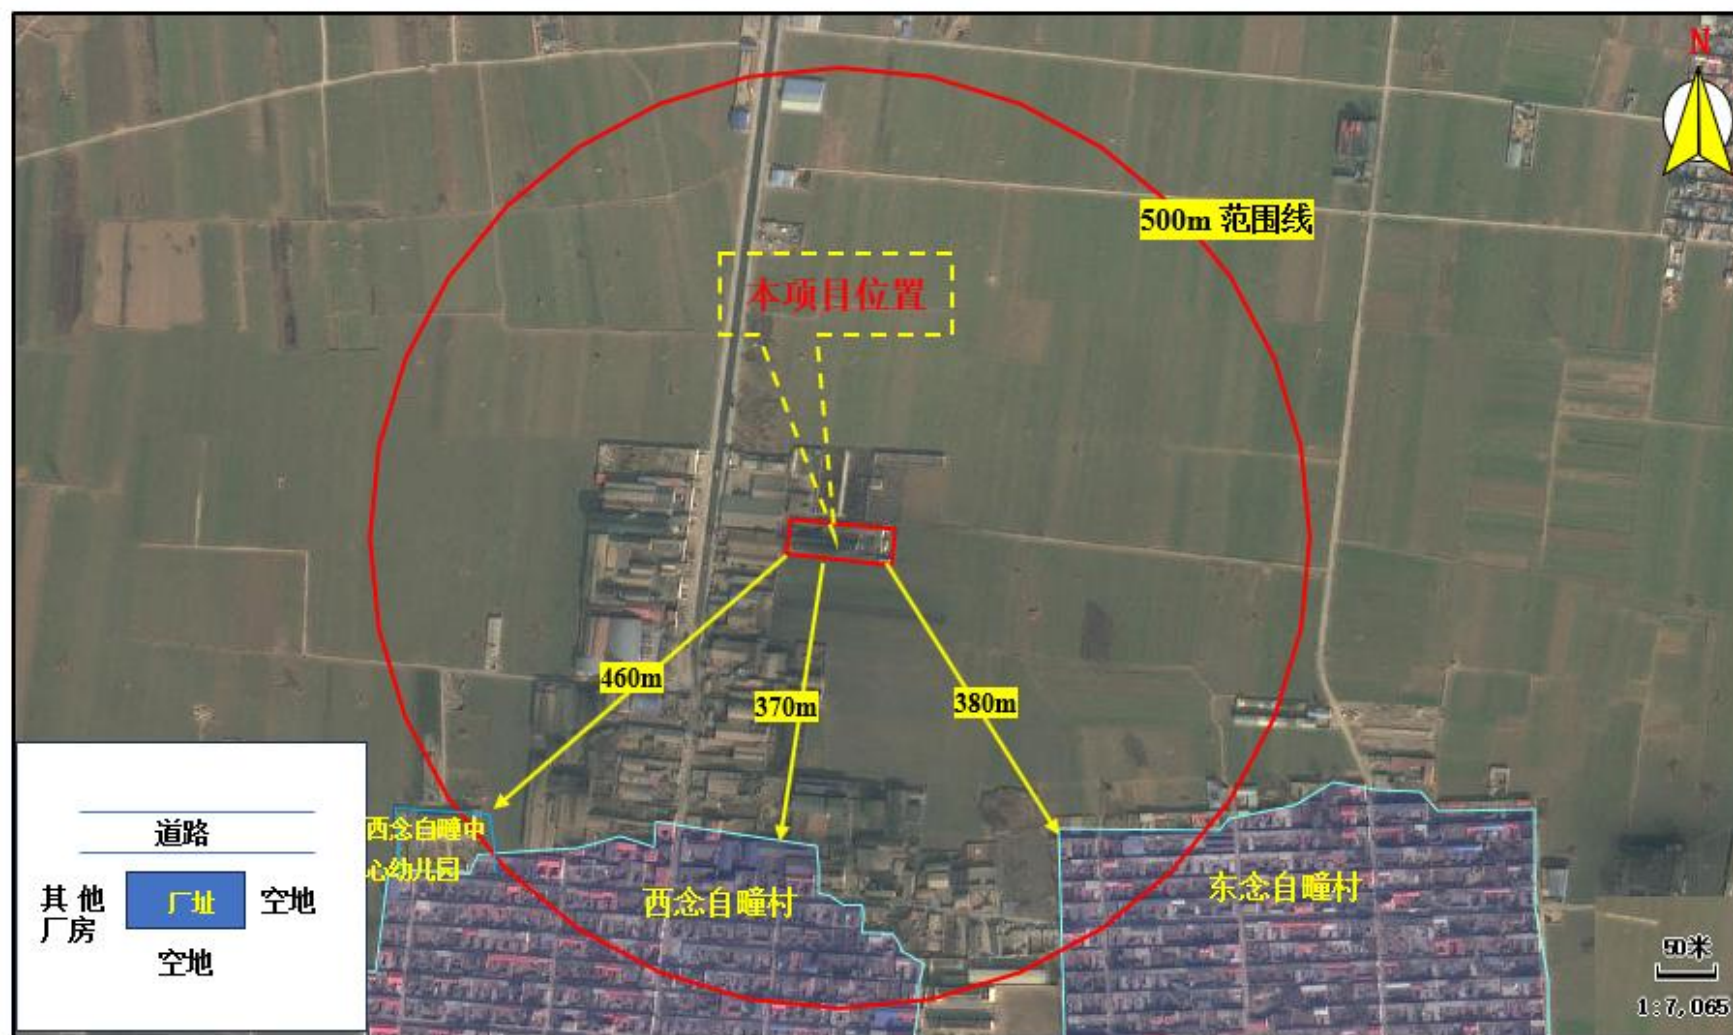 N
500m 范围线
本项目位置
460m
370m
380m
西念自疃中
心幼儿园
西念自疃村
东念自疃村
道路
其他
厂房
厂址
空地
空地
50米
1:7,065